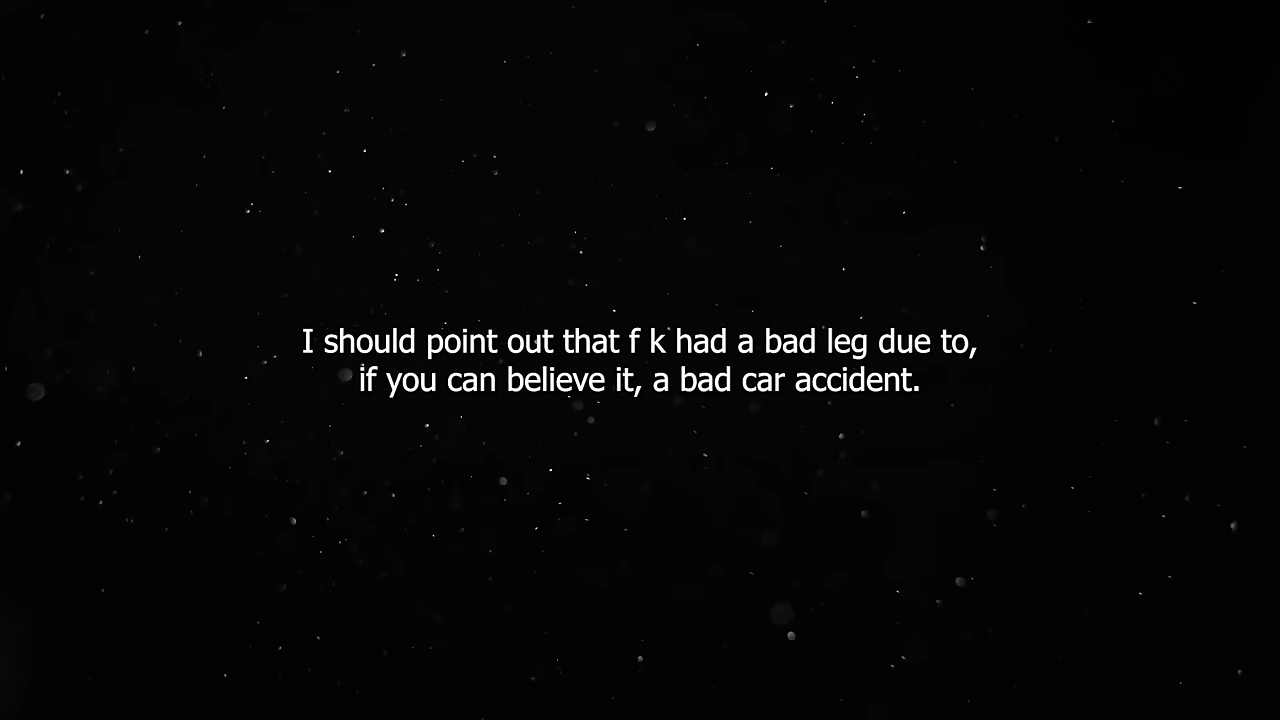 I should point out that f k had a bad leg due to,
if you can believe it, a bad car accident.